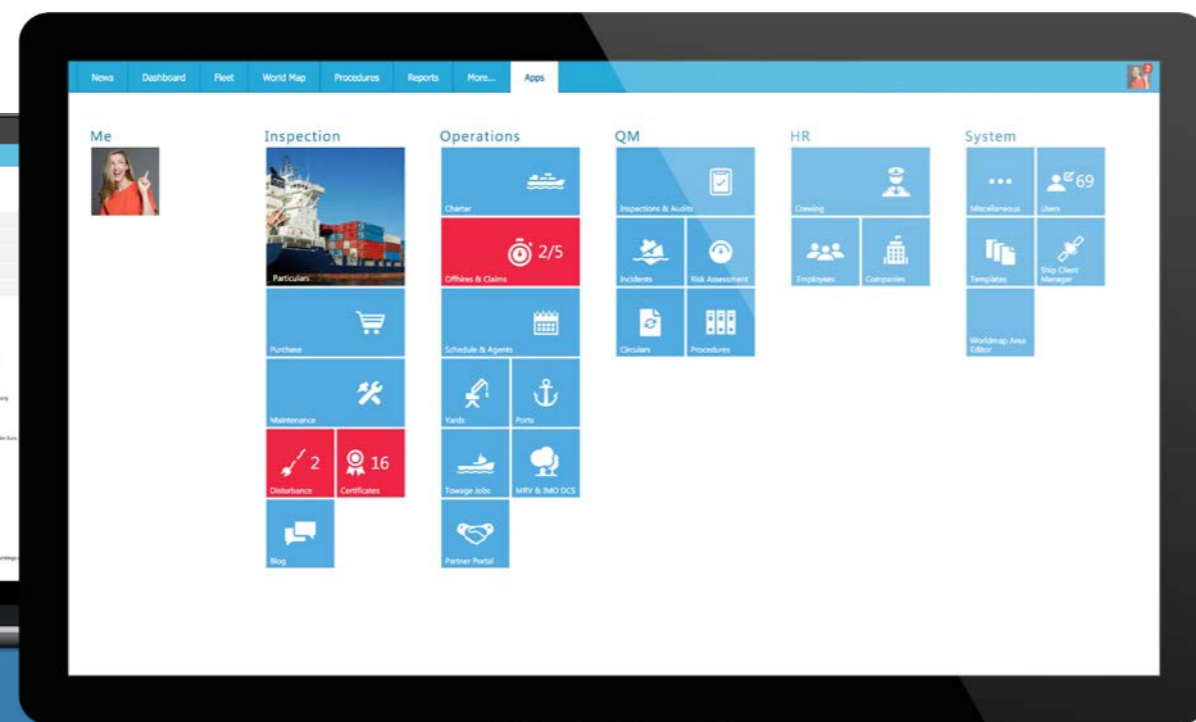 News Dashboard Fleet World Map Procedures Reports More... Apps
2
Me
Inspection
Particulars
Purchase
Maintenance
2
Disturbance
16
Certificates
Blog
Operations
Charter
2/5
Offhires & Claims
Schedule & Agents
Yards
Ports
Towage Jobs
MRV & IMO DCS
Partner Portal
QM
Inspections & Audits
Incidents
Risk Assessment
Circulars
Procedures
HR
Crewing
Employees
Companies
System
Miscellaneous
69
Users
Templates
Ship Client
Manager
Worldmap Area
Editor